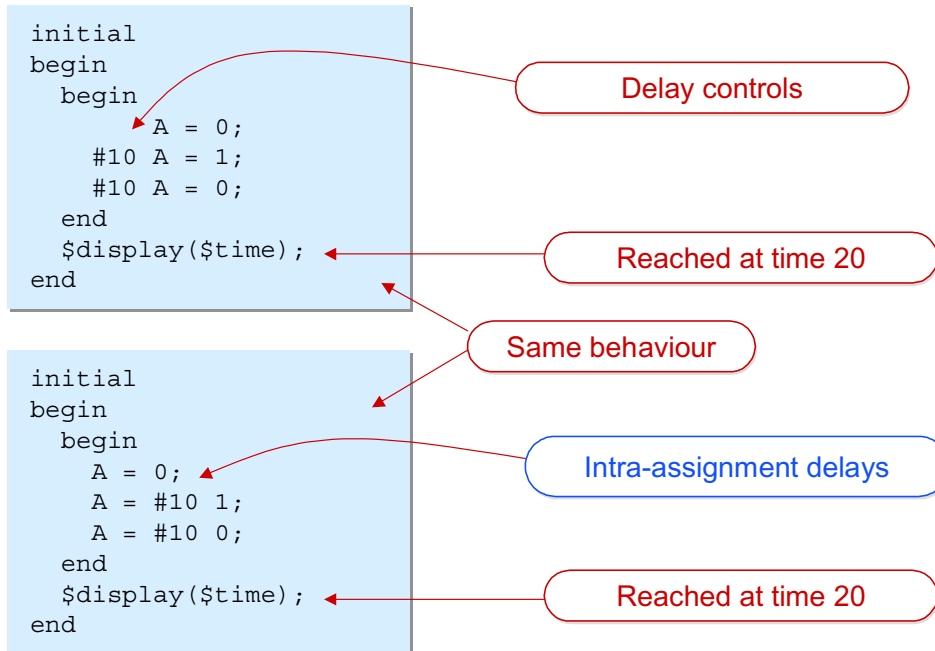 initial
begin
begin
Delay controls
A = 0;
#10 A = 1;
#10 A = 0;
end
$display($time);
Reached at time 20
end
Same behaviour
initial
begin
begin
A = 0;
Intra-assignment delays
A = #10 1;
A = #10 0;
end
$display($time);
Reached at time 20
end